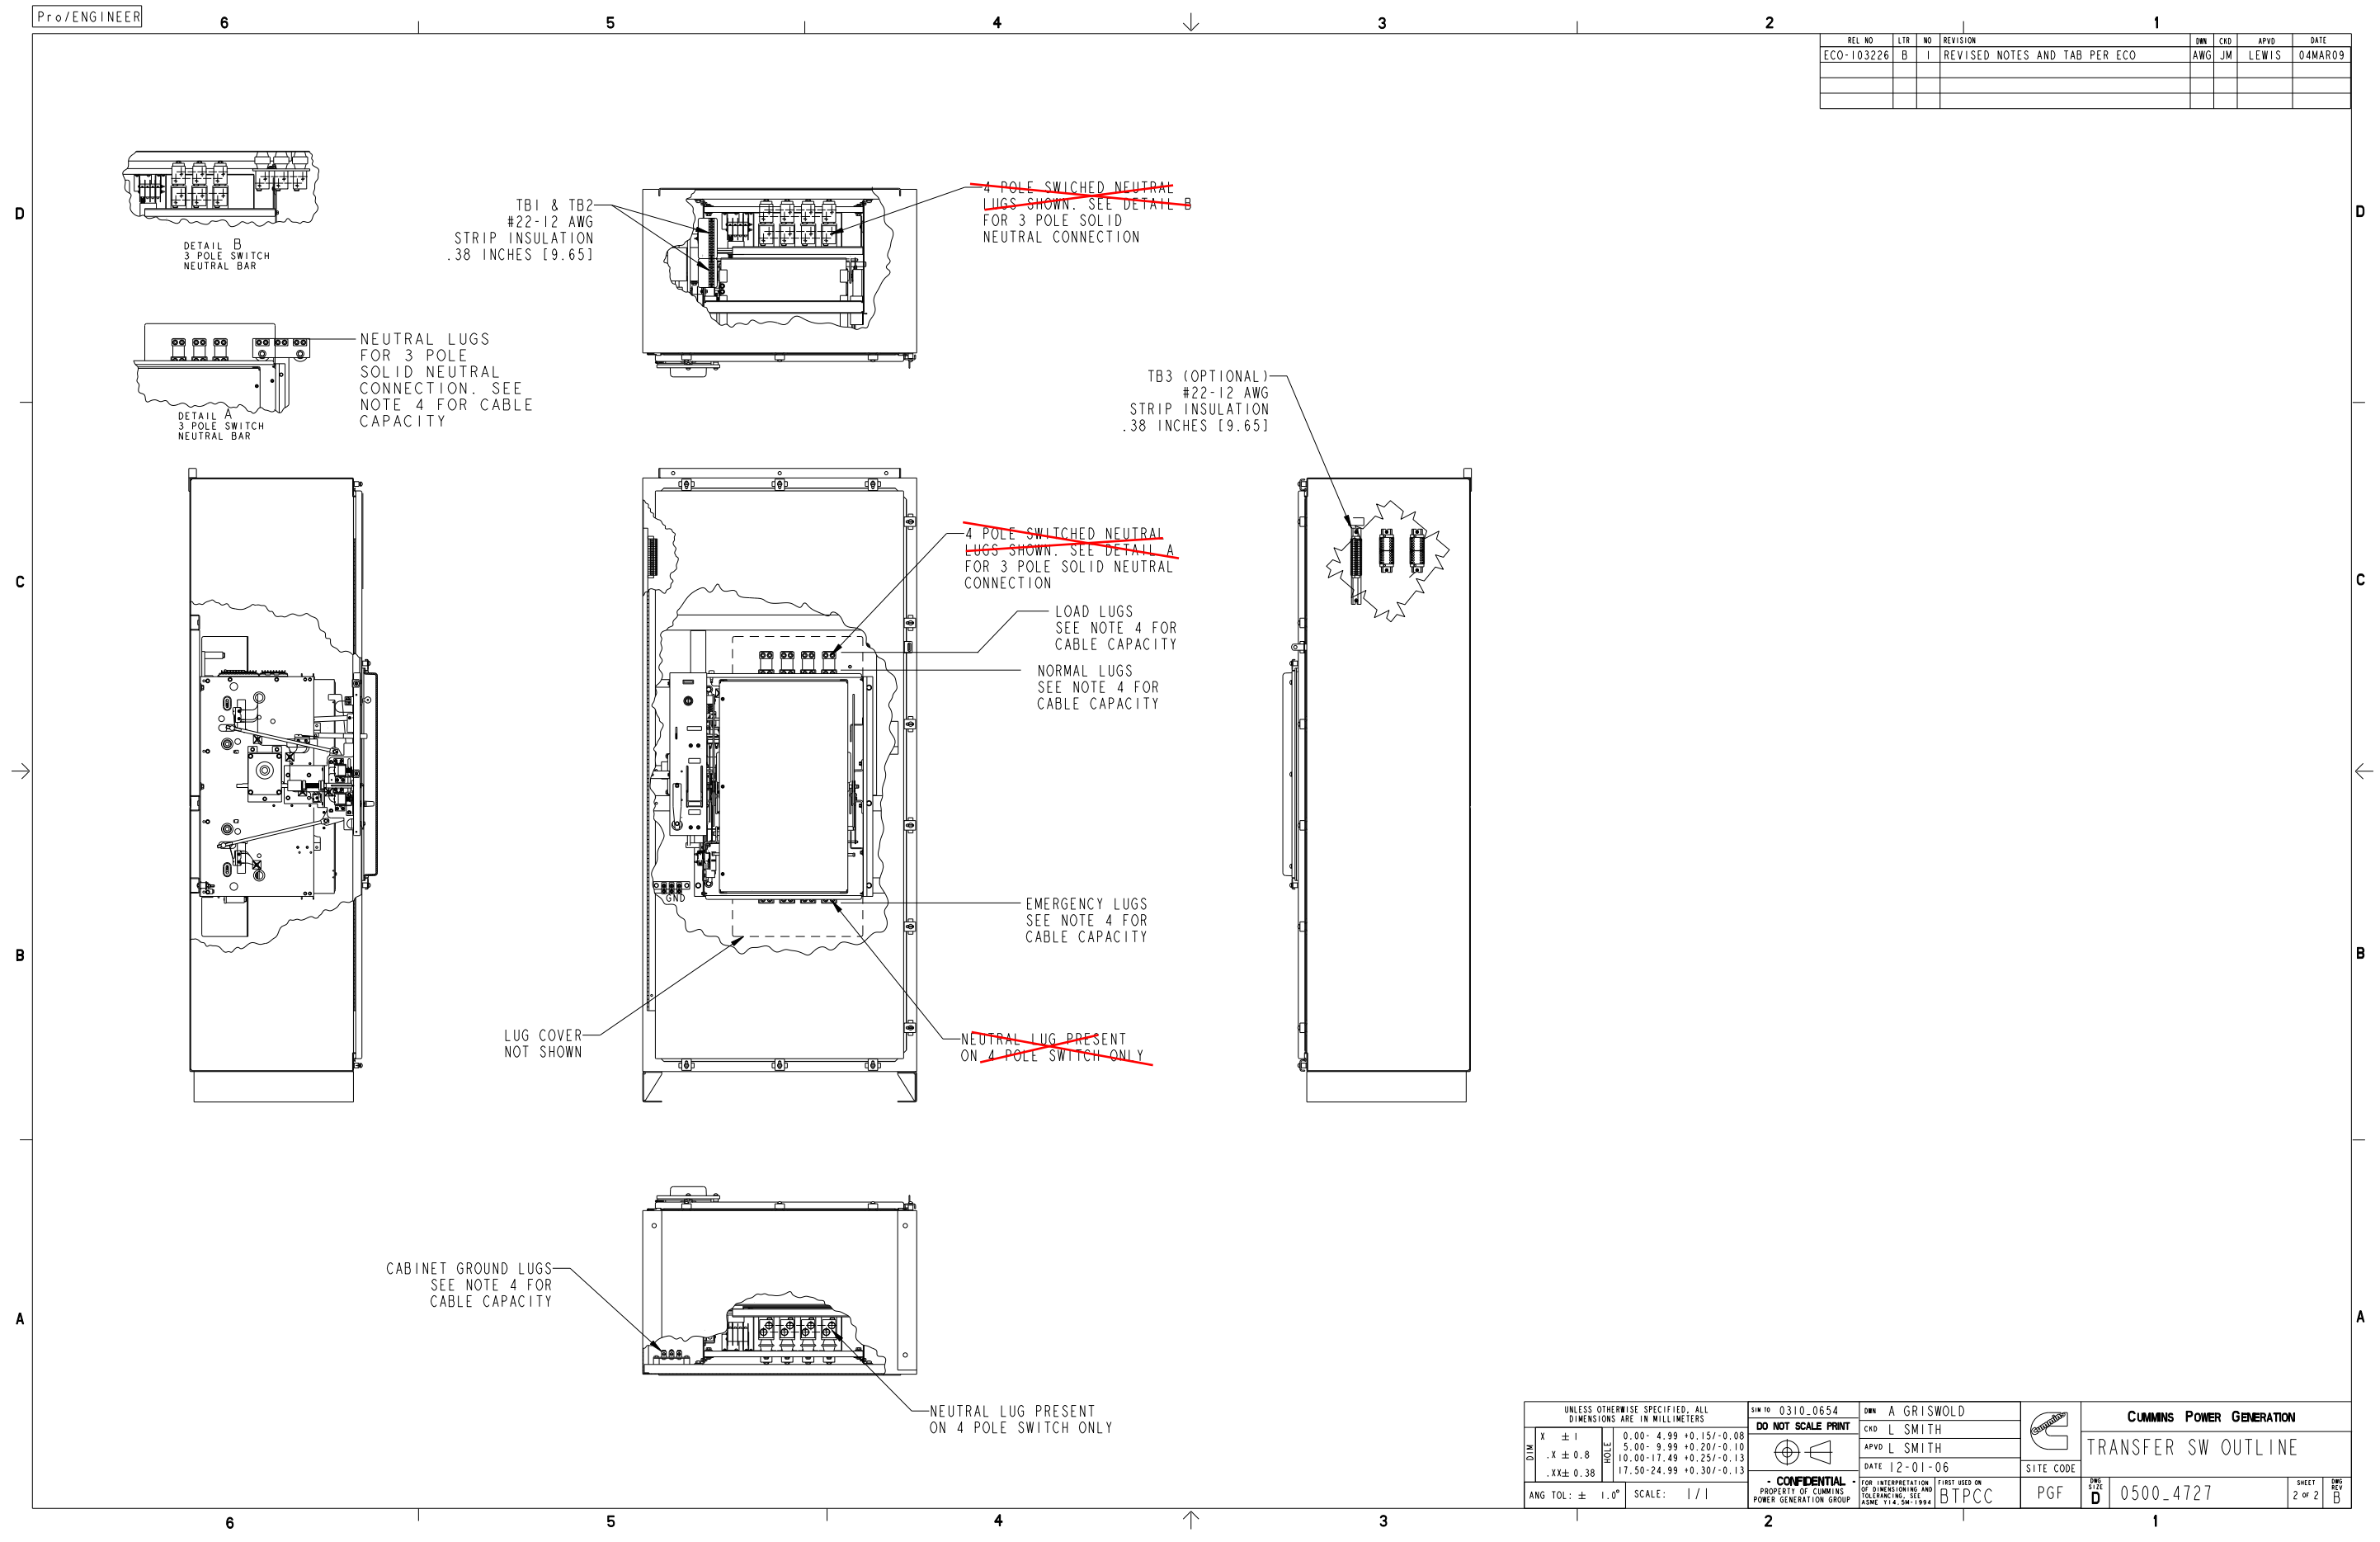 Pro/ENGINEER
6 5 4 3 2 1
REL NO LTR NO REVISION DWN CKD APVD DATE
ECO-103226 B 1 REVISED NOTES AND TAB PER ECO AWG JM LEWIS 04MAR09
D
D
DETAIL B
3 POLE SWITCH
NEUTRAL BAR
TB1 & TB2
#22-12 AWG
STRIP INSULATION
.38 INCHES [9.65]
4 POLE SWICHED NEUTRAL
LUGS SHOWN. SEE DETAIL B
FOR 3 POLE SOLID
NEUTRAL CONNECTION
NEUTRAL LUGS
FOR 3 POLE
SOLID NEUTRAL
CONNECTION. SEE
NOTE 4 FOR CABLE
CAPACITY
DETAIL A
3 POLE SWITCH
NEUTRAL BAR
TB3 (OPTIONAL)
#22-12 AWG
STRIP INSULATION
.38 INCHES [9.65]
C
C
4 POLE SWITCHED NEUTRAL
LUGS SHOWN. SEE DETAIL A
FOR 3 POLE SOLID NEUTRAL
CONNECTION
LOAD LUGS
SEE NOTE 4 FOR
CABLE CAPACITY
NORMAL LUGS
SEE NOTE 4 FOR
CABLE CAPACITY
GND
EMERGENCY LUGS
SEE NOTE 4 FOR
CABLE CAPACITY
B
B
LUG COVER
NOT SHOWN
NEUTRAL LUG PRESENT
ON 4 POLE SWITCH ONLY
CABINET GROUND LUGS
SEE NOTE 4 FOR
CABLE CAPACITY
A
A
NEUTRAL LUG PRESENT
ON 4 POLE SWITCH ONLY
UNLESS OTHERWISE SPECIFIED, ALL
DIMENSIONS ARE IN MILLIMETERS
DIM
X ± 1
.X ± 0.8
.XX± 0.38
HOLE
0.00- 4.99 +0.15/-0.08
5.00- 9.99 +0.20/-0.10
10.00-17.49 +0.25/-0.13
17.50-24.99 +0.30/-0.13
ANG TOL: ± 1.0°
SCALE: 1/1
SIM TO 0310_0654
DO NOT SCALE PRINT
- CONFIDENTIAL -
PROPERTY OF CUMMINS
POWER GENERATION GROUP
DWN A GRISWOLD
CKD L SMITH
APVD L SMITH
DATE 12-01-06
FOR INTERPRETATION
OF DIMENSIONING AND
TOLERANCING, SEE
ASME Y14.5M-1994
FIRST USED ON
BTPCC
SITE CODE
PGF
CUMMINS POWER GENERATION
TRANSFER SW OUTLINE
DWG SIZE
D
0500_4727
SHEET
2 OF 2
DWG REV
B
6 5 4 3 2 1